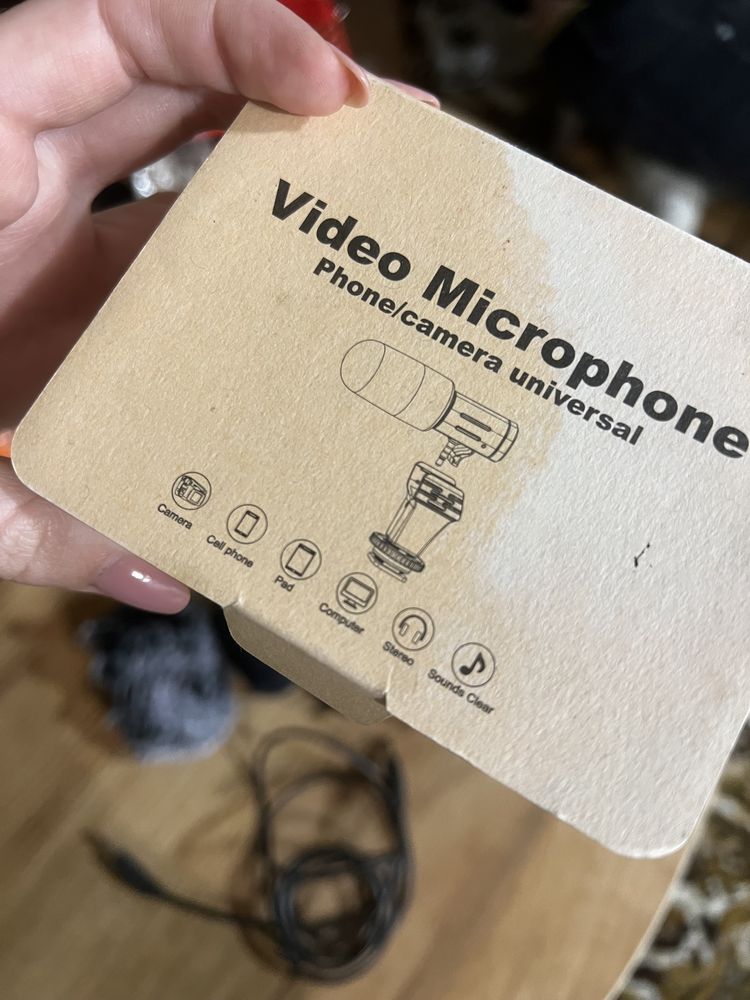 Video Microphone
Phone/camera universal
Camera
Cell phone
Pad
Computer
Stereo
Sounds Clear